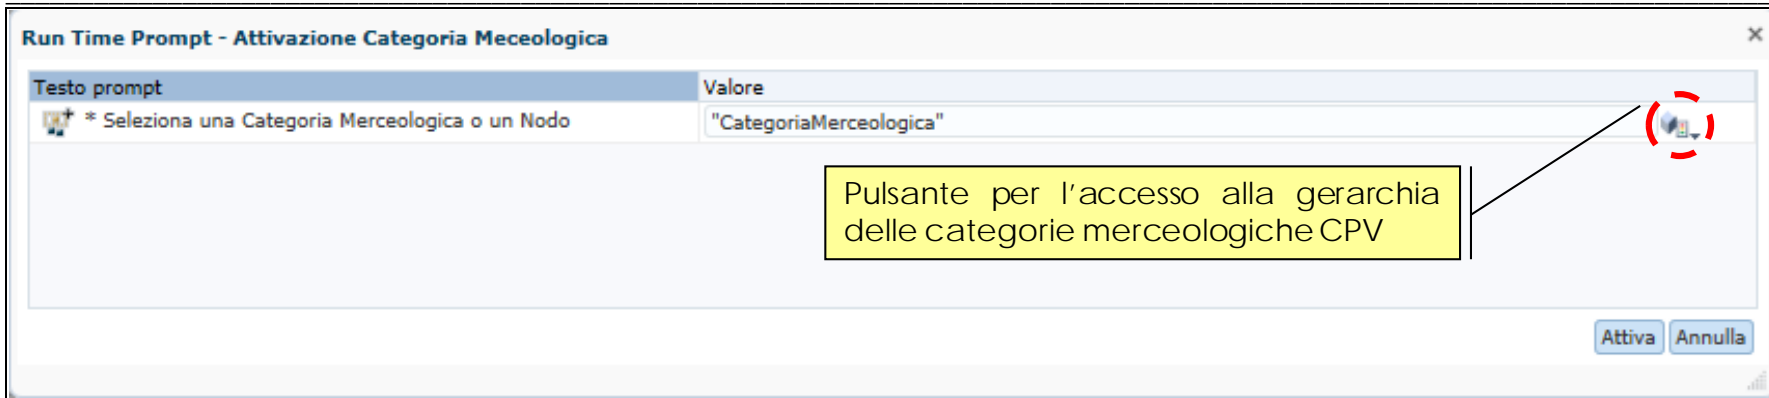 Run Time Prompt - Attivazione Categoria Meceologica
Testo prompt Valore
* Seleziona una Categoria Merceologica o un Nodo "CategoriaMerceologica"
Pulsante per l'accesso alla gerarchia
delle categorie merceologiche CPV
Attiva Annulla